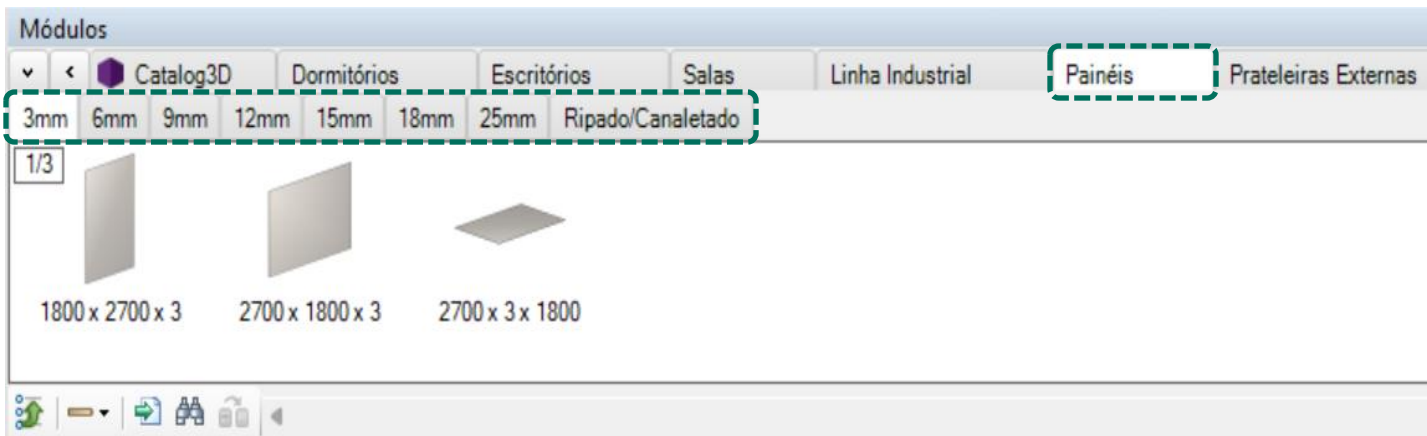 Módulos
Catalog3D Dormitórios Escritórios Salas Linha Industrial Painéis Prateleiras Externas
3mm 6mm 9mm 12mm 15mm 18mm 25mm Ripado/Canaletado
1/3
1800 x 2700 x 3 2700 x 1800 x 3 2700 x 3 x 1800